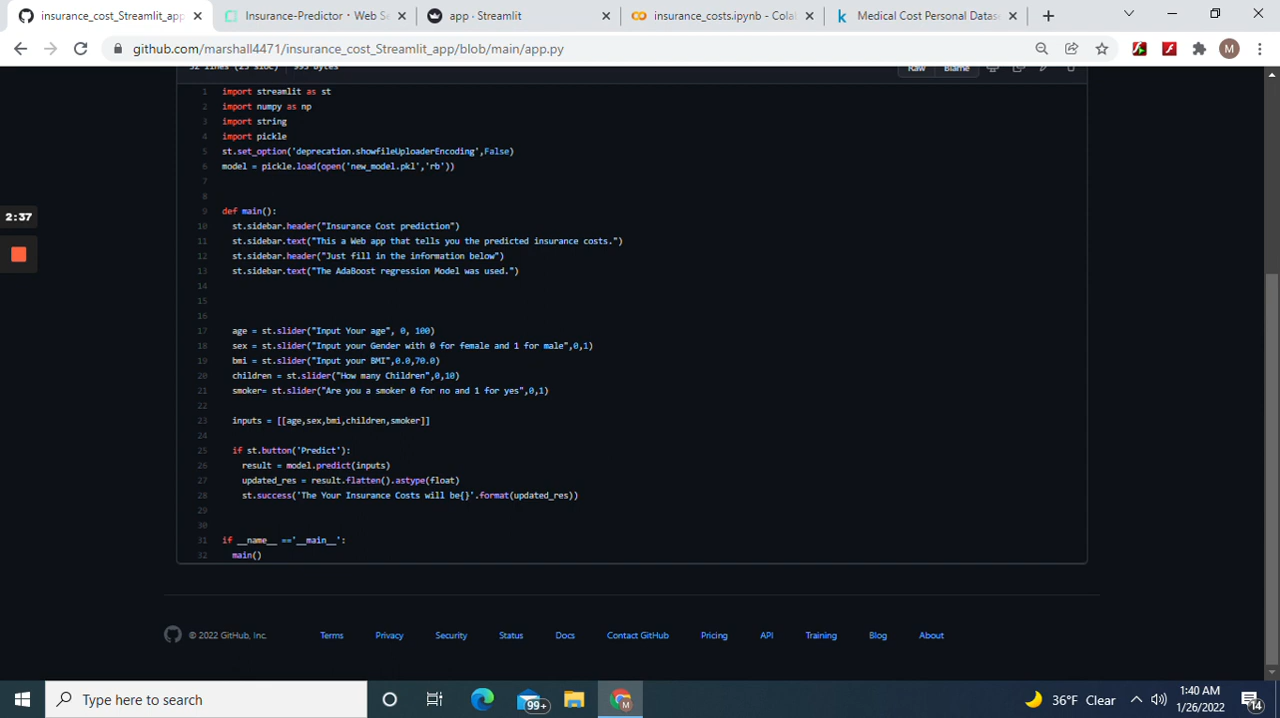 insurance_cost_Streamlit_app
Insurance-Predictor · Web Se
app · Streamlit
insurance_costs.ipynb - Colab
Medical Cost Personal Datase
github.com/marshall4471/insurance_cost_Streamlit_app/blob/main/app.py
M
Raw
Blame
1 import streamlit as st
2 import numpy as np
3 import string
4 import pickle
5 st.set_option('deprecation.showfileUploaderEncoding',False)
6 model = pickle.load(open('new_model.pkl','rb'))
7
8
9 def main():
10 st.sidebar.header("Insurance Cost prediction")
11 st.sidebar.text("This a Web app that tells you the predicted insurance costs.")
12 st.sidebar.header("Just fill in the information below")
13 st.sidebar.text("The AdaBoost regression Model was used.")
14
15
16
17 age = st.slider("Input Your age", 0, 100)
18 sex = st.slider("Input your Gender with 0 for female and 1 for male",0,1)
19 bmi = st.slider("Input your BMI",0.0,70.0)
20 children = st.slider("How many Children",0,10)
21 smoker= st.slider("Are you a smoker 0 for no and 1 for yes",0,1)
22
23 inputs = [[age,sex,bmi,children,smoker]]
24
25 if st.button('Predict'):
26 result = model.predict(inputs)
27 updated_res = result.flatten().astype(float)
28 st.success('The Your Insurance Costs will be{}'.format(updated_res))
29
30
31 if __name__ =='__main__':
32 main()
2:37
© 2022 GitHub, Inc.
Terms
Privacy
Security
Status
Docs
Contact GitHub
Pricing
API
Training
Blog
About
Type here to search
99+
M
36°F Clear
1:40 AM
1/26/2022
14